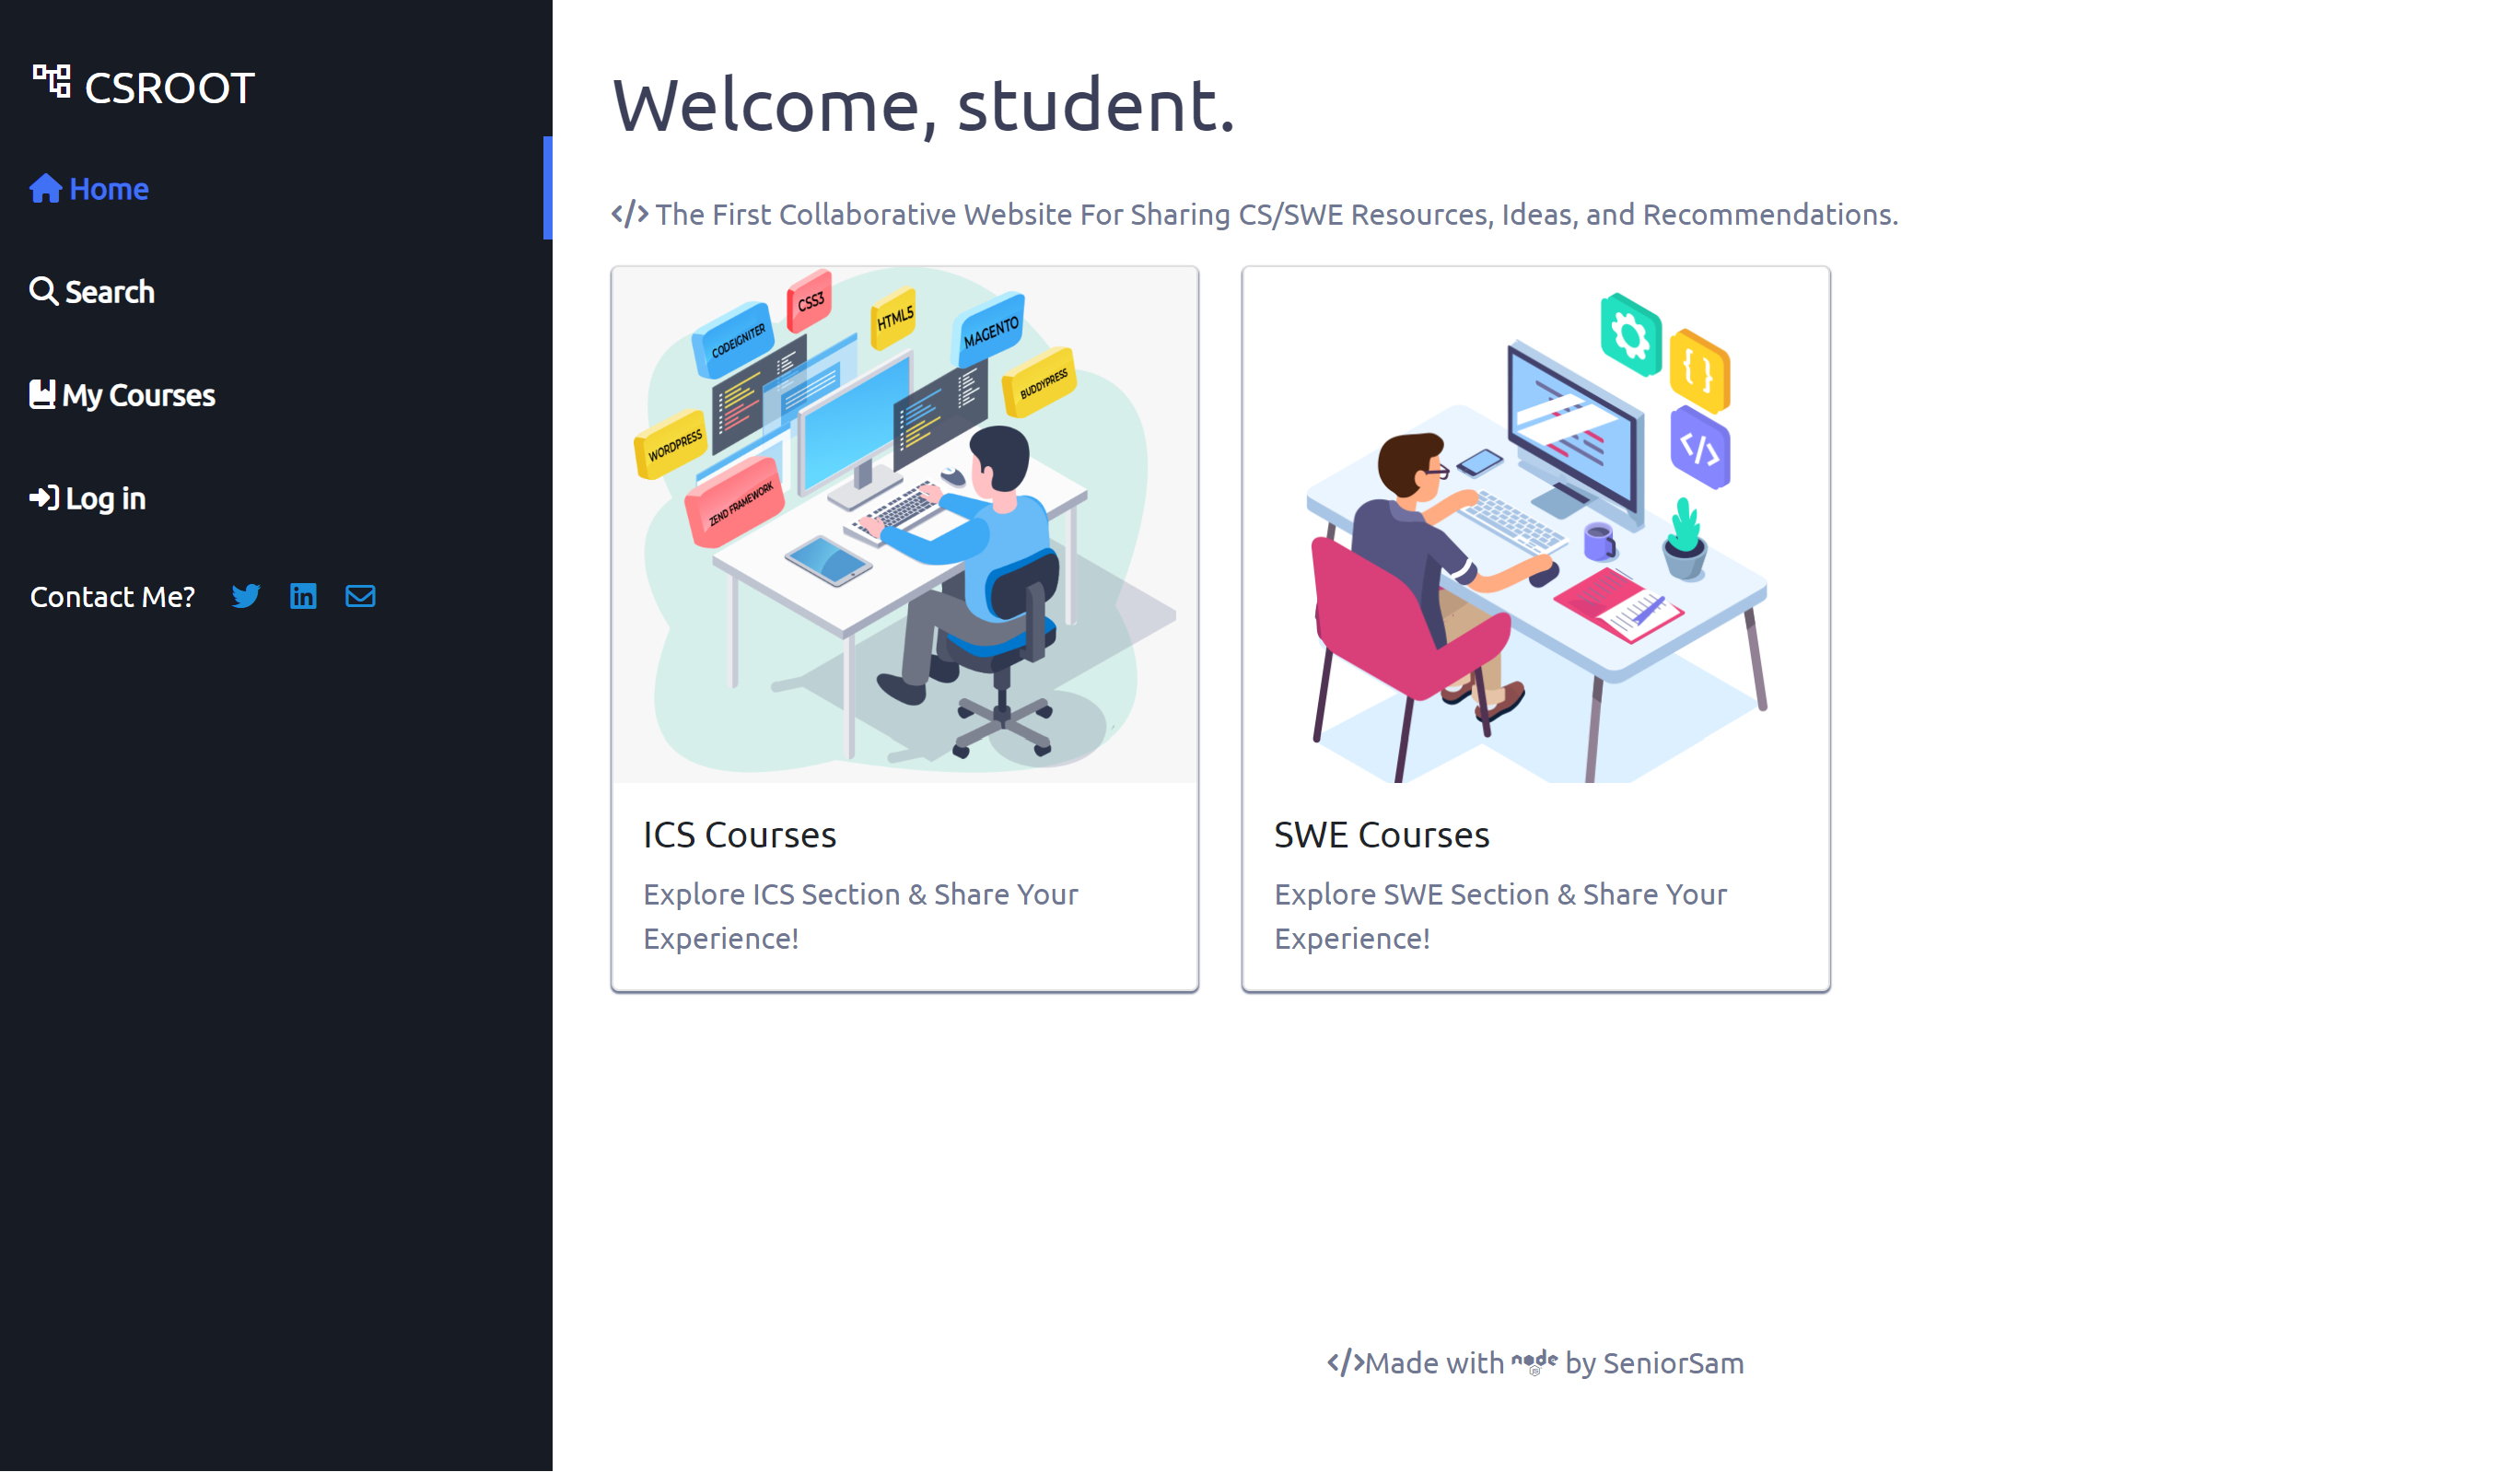 CSROOT
Home
Search
My Courses
Log in
Contact Me?
Welcome, student.
</> The First Collaborative Website For Sharing CS/SWE Resources, Ideas, and Recommendations.
CSS3
HTML5
CODEIGNITER
MAGENTO
BUDDYPRESS
WORDPRESS
ZEND FRAMEWORK
{ }
</>
ICS Courses
Explore ICS Section & Share Your
Experience!
SWE Courses
Explore SWE Section & Share Your
Experience!
</>Made with node by SeniorSam